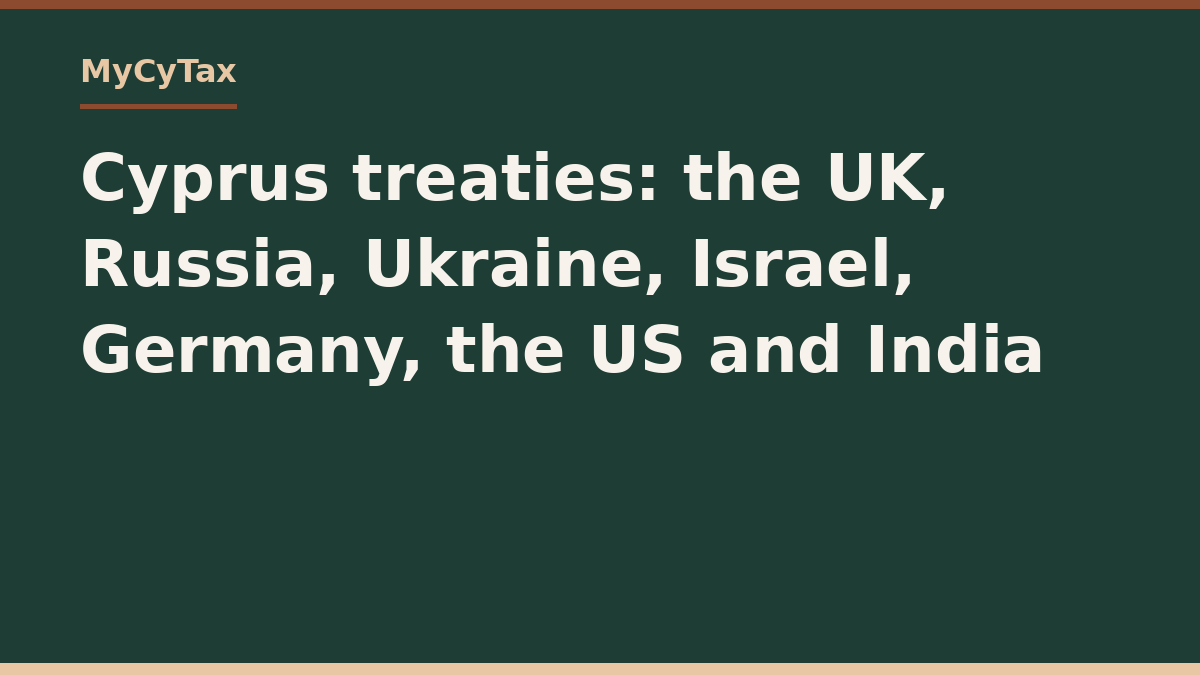 MyCyTax
Cyprus treaties: the UK,
Russia, Ukraine, Israel,
Germany, the US and India